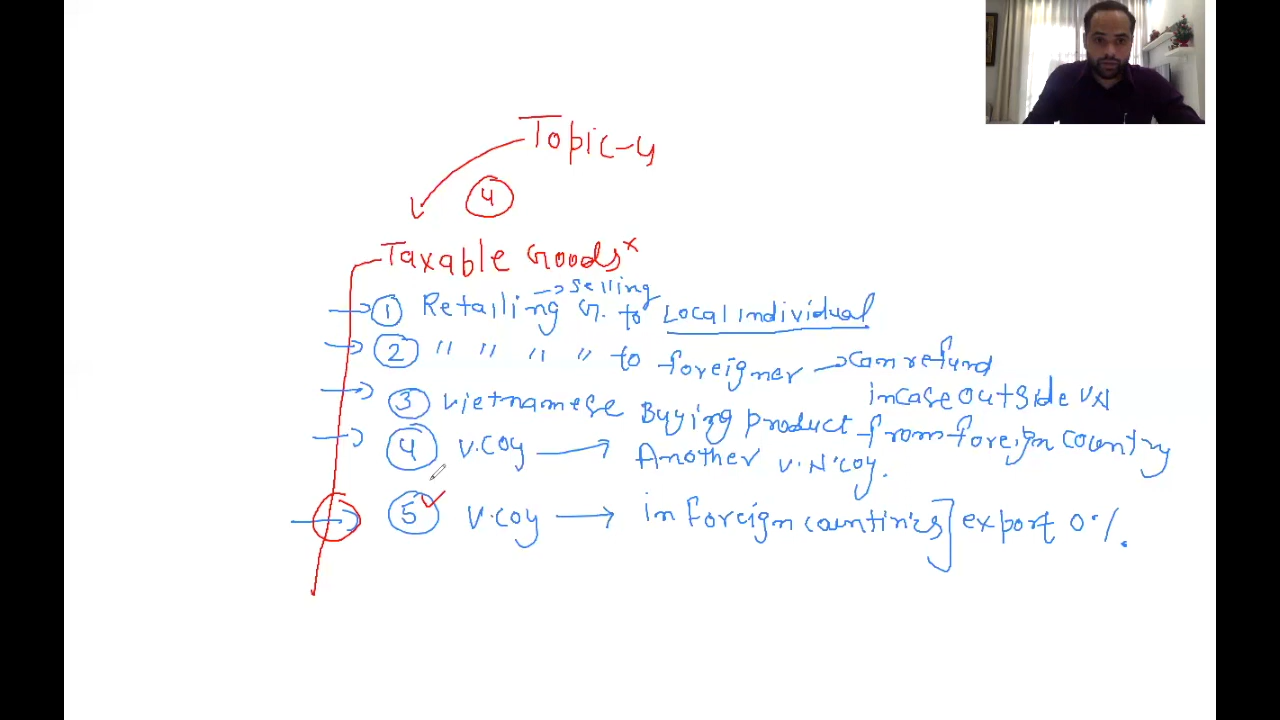 Topic-4
4
Taxable Goods x
1 Retailing G. to Local individual
→ selling
2 " " " " to foreigner → can refund
incase outside VN
3 Vietnamese Buying product from foreign country
4 V.Coy → Another V.N'coy.
5 ✓ V.Coy → in foreign countiries] export 0%.